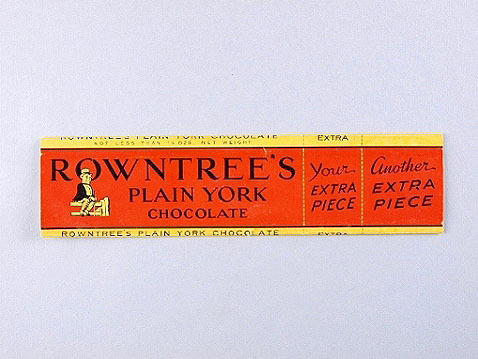 ROWNTREE'S PLAIN YORK CHOCOLATE
EXTRA
NOT LESS THAN OZS. NET WEIGHT
ROWNTREE'S
PLAIN YORK
CHOCOLATE
Your
EXTRA
PIECE
Another
EXTRA
PIECE
ROWNTREE'S PLAIN YORK CHOCOLATE
EXTRA